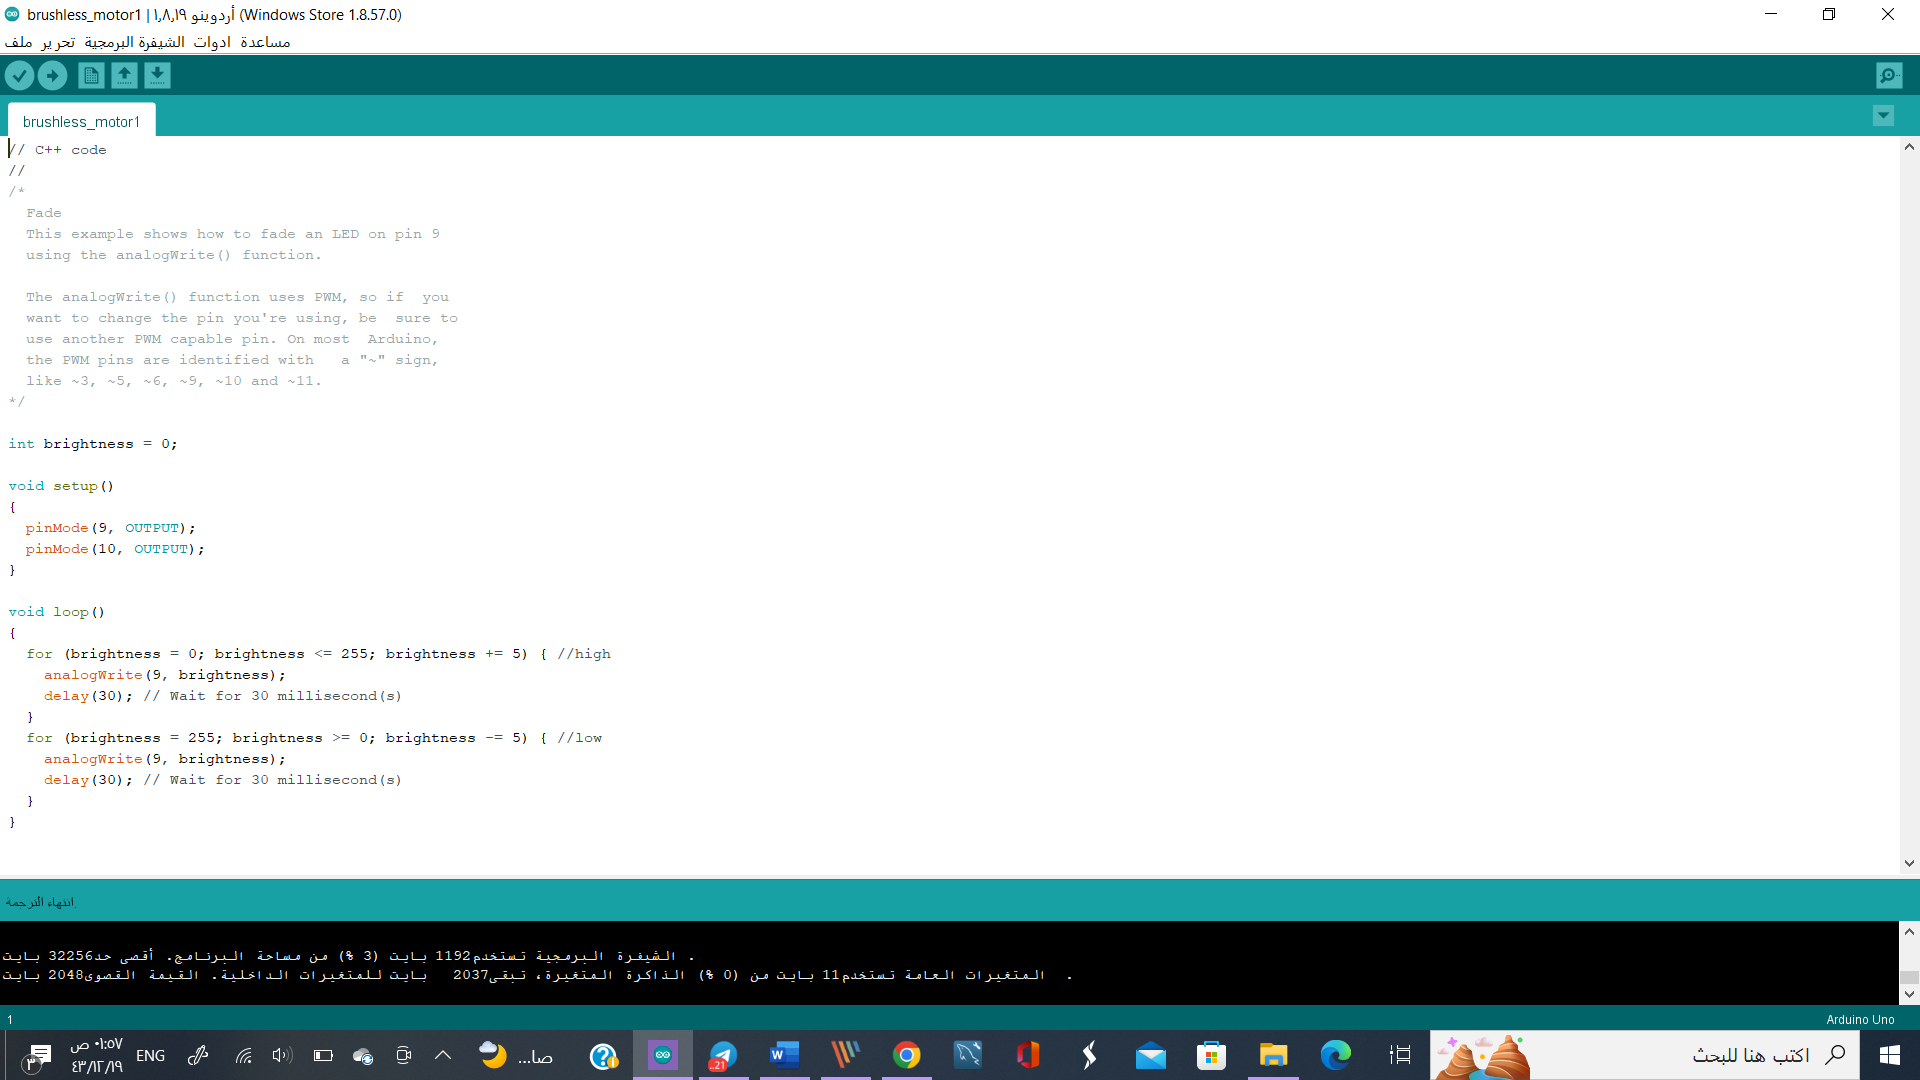 brushless_motor1 | أردوينو ١٫٨٫١٩ (Windows Store 1.8.57.0)
ملف تحرير الشيفرة البرمجية ادوات مساعدة
brushless_motor1
// C++ code
//
/*
  Fade
  This example shows how to fade an LED on pin 9
  using the analogWrite() function.

  The analogWrite() function uses PWM, so if  you
  want to change the pin you're using, be  sure to
  use another PWM capable pin. On most  Arduino,
  the PWM pins are identified with   a "~" sign,
  like ~3, ~5, ~6, ~9, ~10 and ~11.
*/

int brightness = 0;

void setup()
{
  pinMode(9, OUTPUT);
  pinMode(10, OUTPUT);
}

void loop()
{
  for (brightness = 0; brightness <= 255; brightness += 5) { //high
    analogWrite(9, brightness);
    delay(30); // Wait for 30 millisecond(s)
  }
  for (brightness = 255; brightness >= 0; brightness -= 5) { //low
    analogWrite(9, brightness);
    delay(30); // Wait for 30 millisecond(s)
  }
}
انتهاء الترجمة.
الشيفرة البرمجية تستخدم1192 بايت (3 %) من مساحة البرنامج. أقصى حد32256 بايت.
المتغيرات العامة تستخدم11 بايت من (0 %) الذاكرة المتغيرة، تبقى2037 بايت للمتغيرات الداخلية. القيمة القصوى2048 بايت.
1
Arduino Uno
٣
٠١:٥٧ ص
٤٣/١٢/١٩
ENG
صا...
21
اكتب هنا للبحث